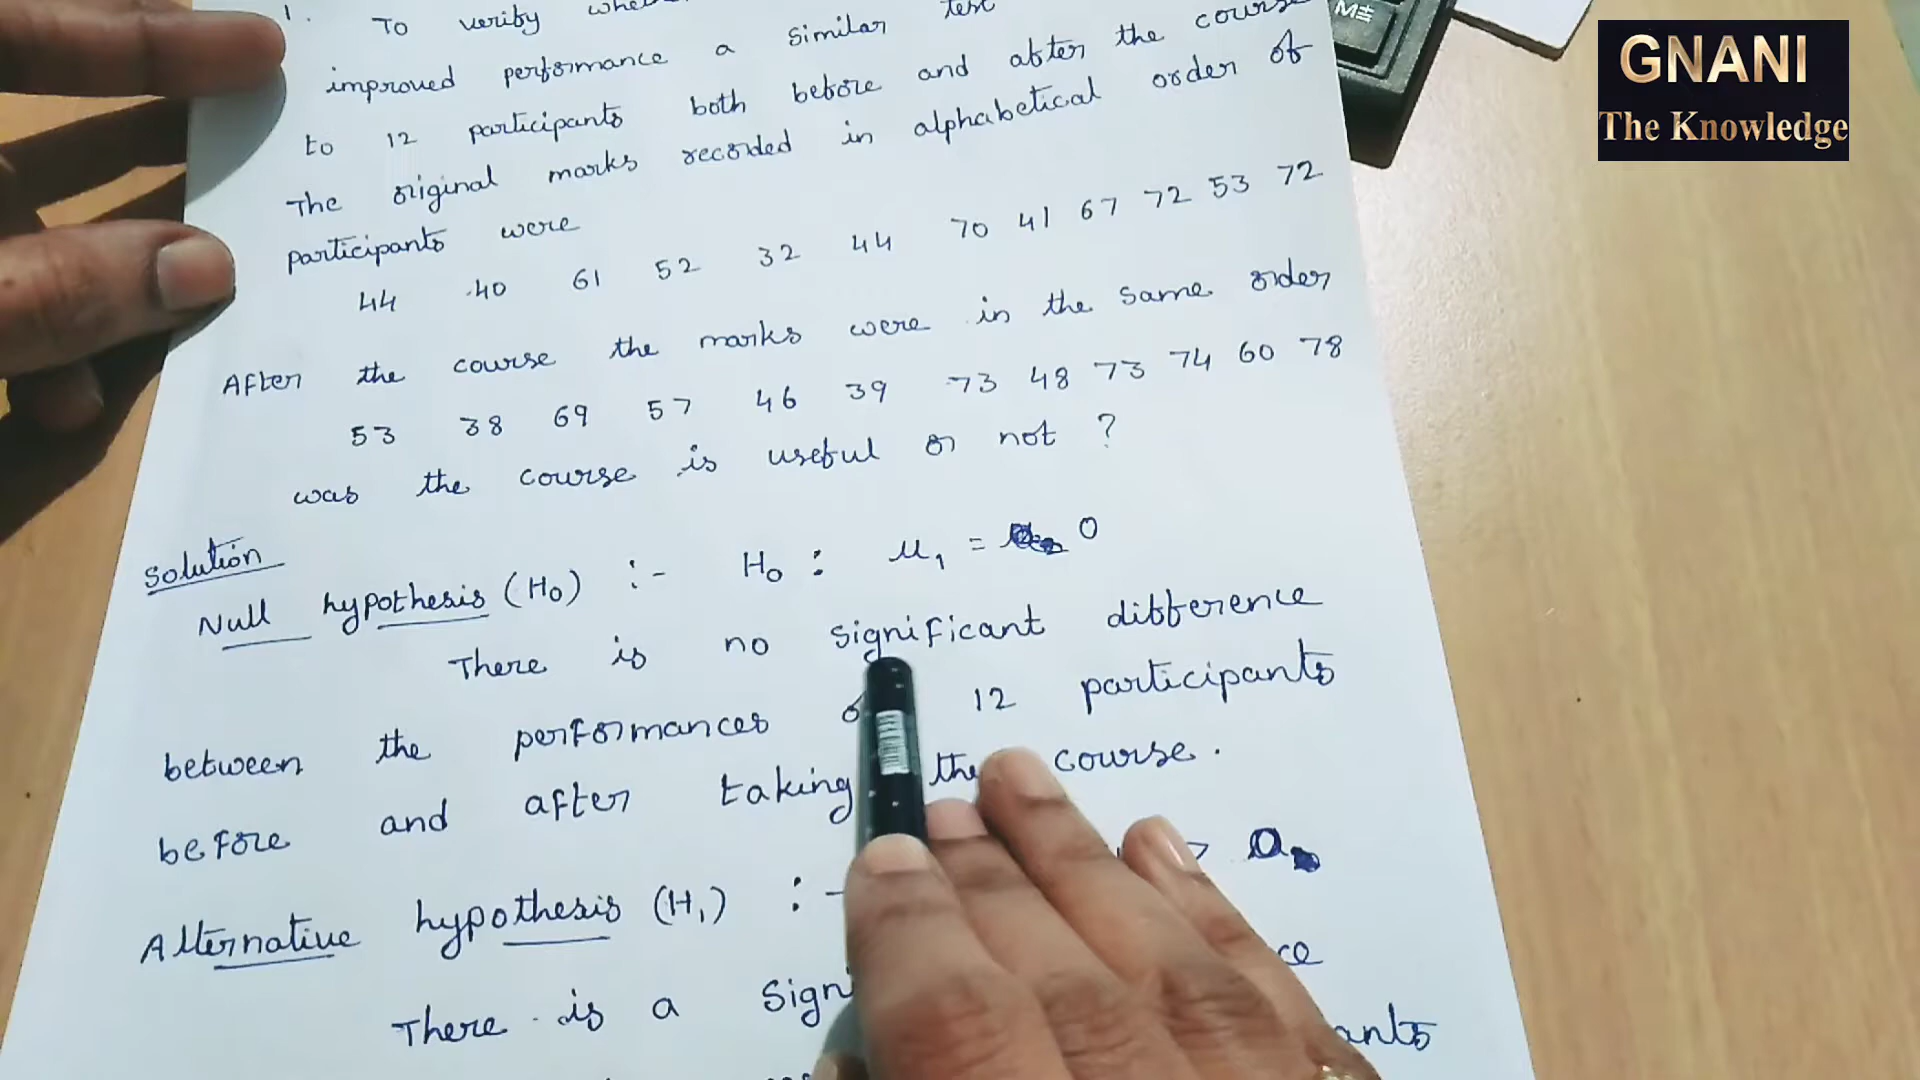 1. To verify
improved performance a similar test
to 12 participants both before and after the course
The original marks recorded in alphabetical order of
participants were
44 40 61 52 32 44 70 41 67 72 53 72
After the course the marks were in the same order
53 38 69 57 46 39 73 48 73 74 60 78
was the course is useful or not ?
Solution
Null hypothesis (H0) :- H0 : μ1 = 0
There is no significant difference
between the performances 12 participants
before and after taking the course.
Alternative hypothesis (H1) :- >
There is a
GNANI
The Knowledge